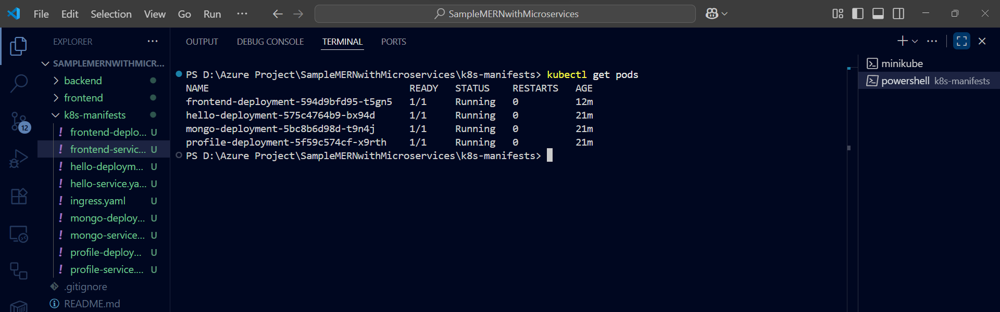 File Edit Selection View Go Run ···
SampleMERNwithMicroservices
EXPLORER ···
OUTPUT DEBUG CONSOLE TERMINAL PORTS
SAMPLEMERNWITHMICR...
backend
frontend
k8s-manifests
frontend-deplo... U
frontend-servic... U
hello-deploym... U
hello-service.ya... U
ingress.yaml U
mongo-deploy... U
mongo-service... U
profile-deploy... U
profile-service.... U
.gitignore
README.md
12
PS D:\Azure Project\SampleMERNwithMicroservices\k8s-manifests> kubectl get pods
NAME READY STATUS RESTARTS AGE
frontend-deployment-594d9bfd95-t5gn5 1/1 Running 0 12m
hello-deployment-575c4764b9-bx94d 1/1 Running 0 21m
mongo-deployment-5bc8b6d98d-t9n4j 1/1 Running 0 21m
profile-deployment-5f59c574cf-x9rth 1/1 Running 0 21m
PS D:\Azure Project\SampleMERNwithMicroservices\k8s-manifests>
minikube
powershell k8s-manifests